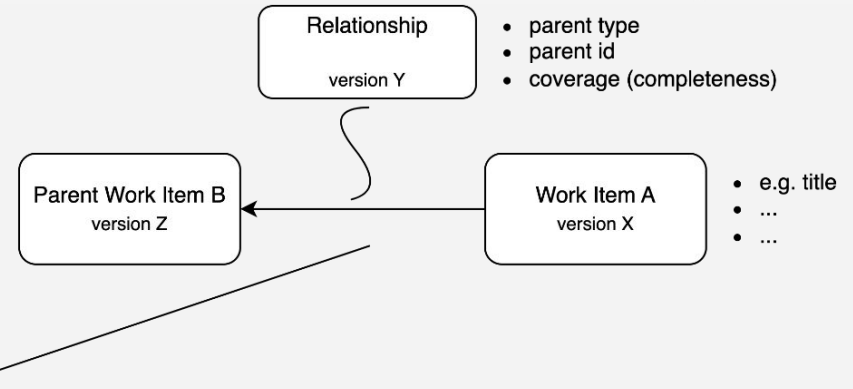 Relationship
version Y
• parent type
• parent id
• coverage (completeness)
Parent Work Item B
version Z
Work Item A
version X
• e.g. title
• ...
• ...